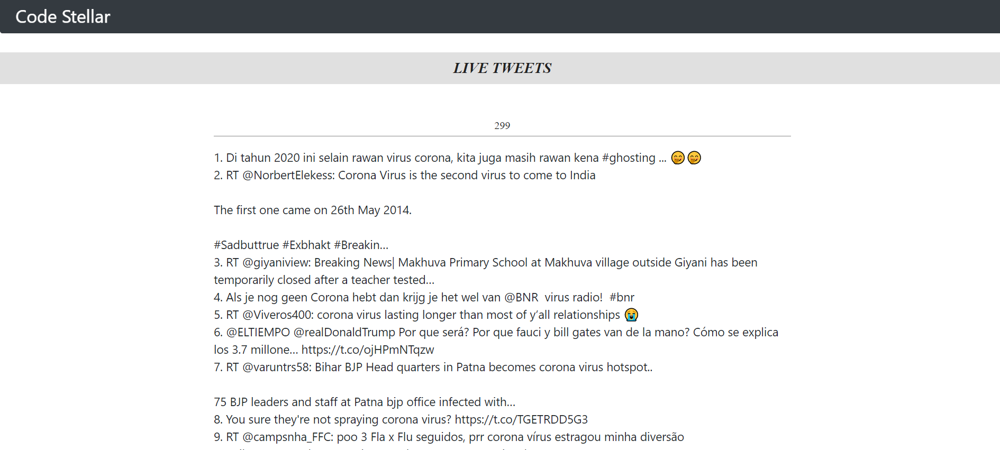 Code Stellar
LIVE TWEETS
299
1. Di tahun 2020 ini selain rawan virus corona, kita juga masih rawan kena #ghosting ... 🤭🤭
2. RT @NorbertElekess: Corona Virus is the second virus to come to India
The first one came on 26th May 2014.
#Sadbuttrue #Exbhakt #Breakin…
3. RT @giyaniview: Breaking News| Makhuva Primary School at Makhuva village outside Giyani has been
temporarily closed after a teacher tested…
4. Als je nog geen Corona hebt dan krijg je het wel van @BNR  virus radio!  #bnr
5. RT @Viveros400: corona virus lasting longer than most of y’all relationships 😭
6. @ELTIEMPO @realDonaldTrump Por que será? Por que fauci y bill gates van de la mano? Cómo se explica
los 3.7 millone… https://t.co/ojHPmNTqzw
7. RT @varuntrs58: Bihar BJP Head quarters in Patna becomes corona virus hotspot..
75 BJP leaders and staff at Patna bjp office infected with…
8. You sure they're not spraying corona virus? https://t.co/TGETRDD5G3
9. RT @campsnha_FFC: poo 3 Fla x Flu seguidos, prr corona vírus estragou minha diversão